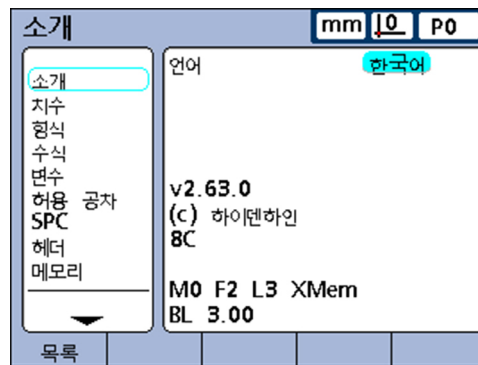 소개
mm 0 P0
소개
치수
형식
수식
변수
허용 공차
SPC
헤더
메모리
언어 한국어
v2.63.0
(c) 하이덴하인
8C
M0 F2 L3 XMem
BL 3.00
목록